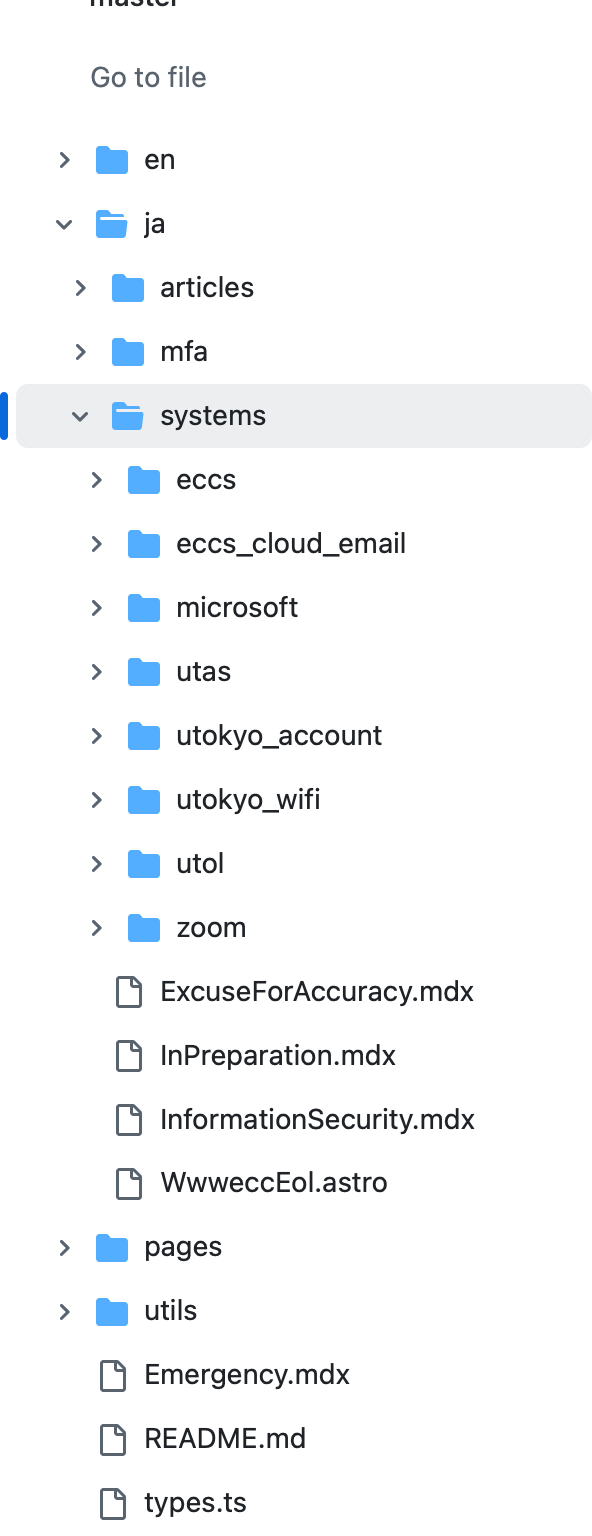 master
Go to file
en
ja
articles
mfa
systems
eccs
eccs_cloud_email
microsoft
utas
utokyo_account
utokyo_wifi
utol
zoom
ExcuseForAccuracy.mdx
InPreparation.mdx
InformationSecurity.mdx
WwweccEol.astro
pages
utils
Emergency.mdx
README.md
types.ts